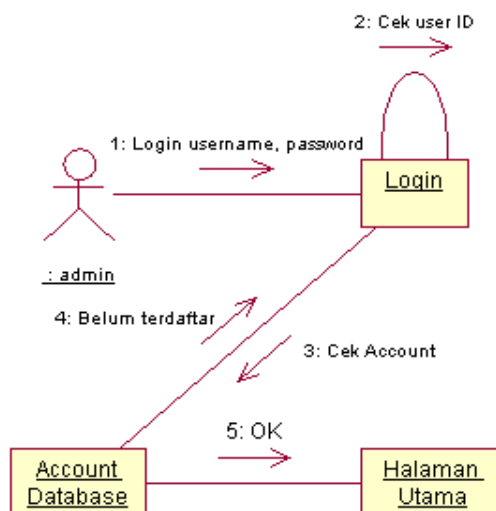 2: Cek user ID
1: Login username, password
Login
: admin
4: Belum terdaftar
3: Cek Account
5: OK
Account
Database
Halaman
Utama